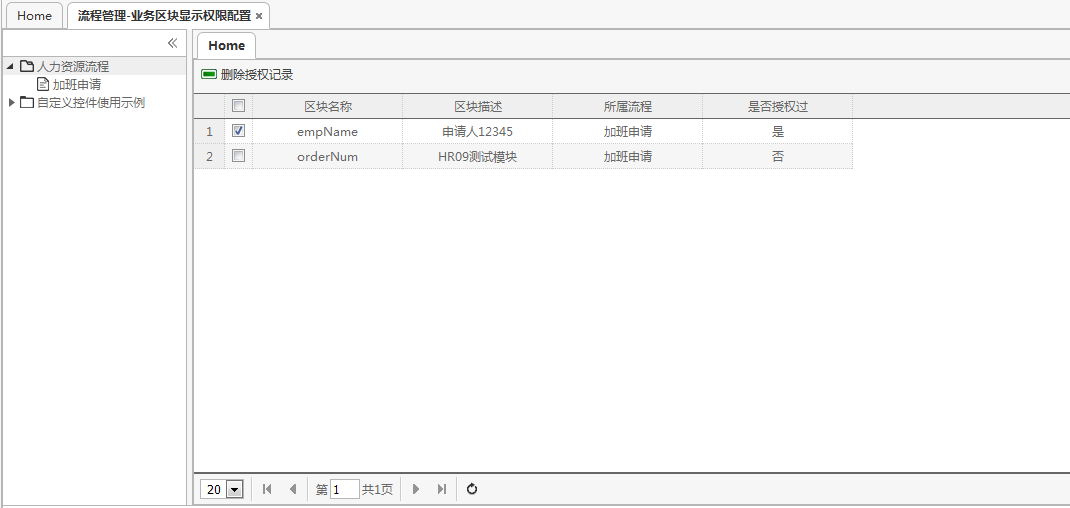 Home 流程管理-业务区块显示权限配置
人力资源流程
加班申请
自定义控件使用示例
Home
删除授权记录
区块名称 区块描述 所属流程 是否授权过
1 empName 申请人12345 加班申请 是
2 orderNum HR09测试模块 加班申请 否
20 第 1 共1页